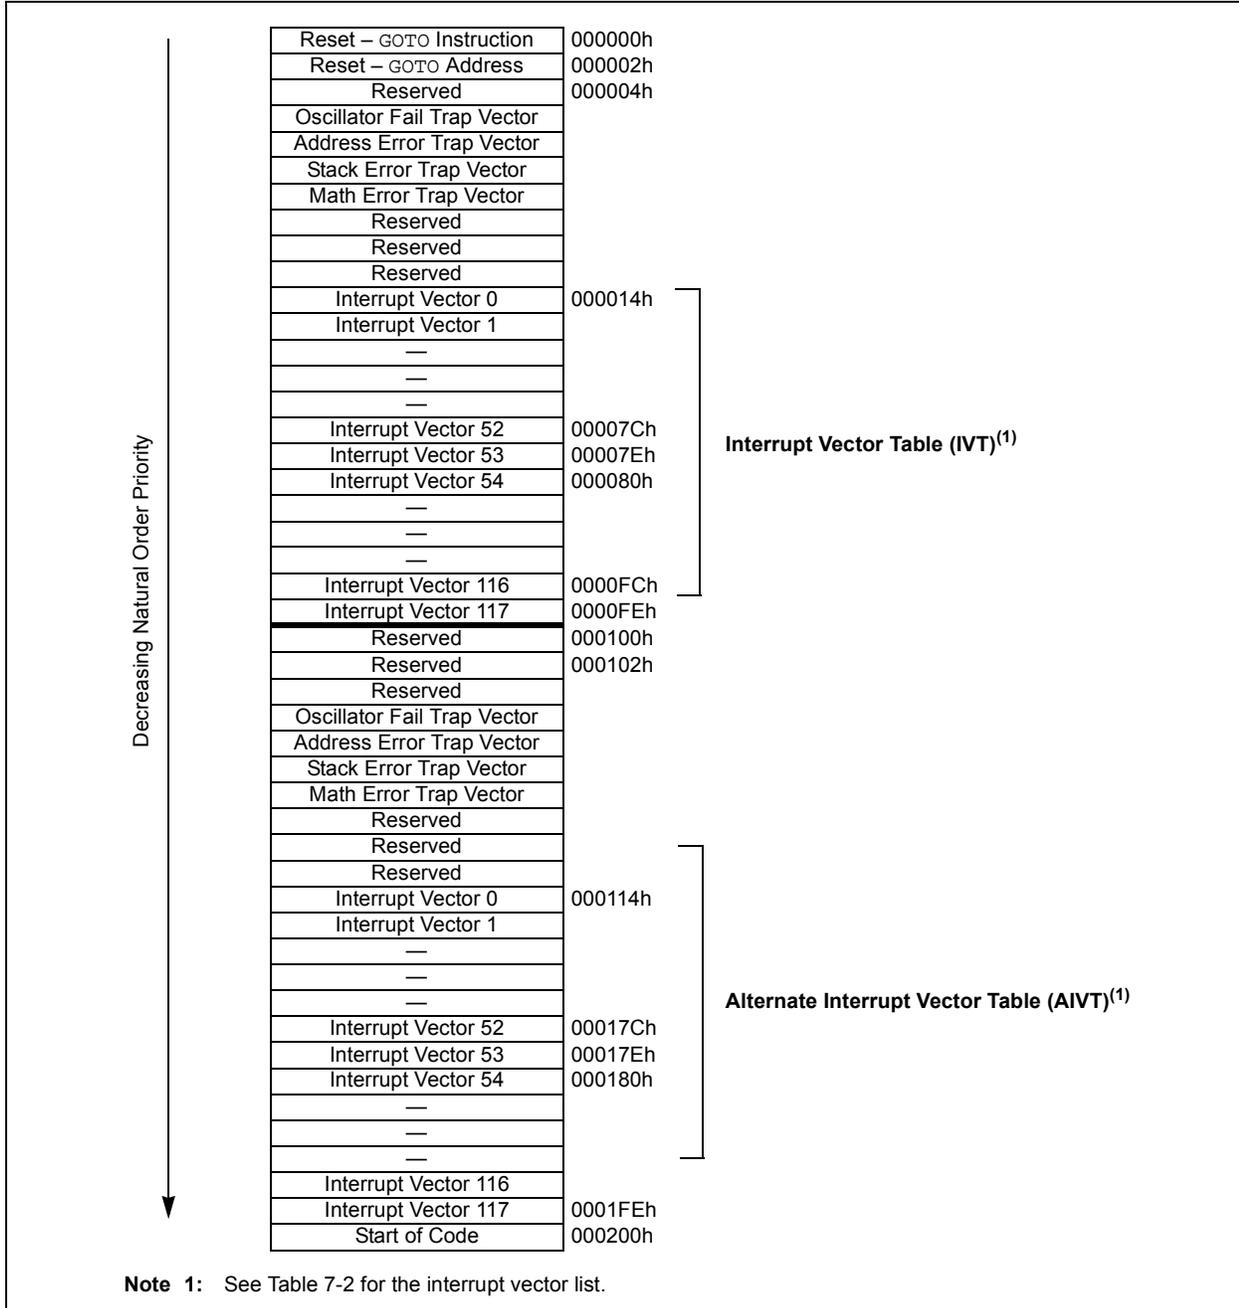 Reset – GOTO Instruction 000000h
Reset – GOTO Address 000002h
Reserved 000004h
Oscillator Fail Trap Vector
Address Error Trap Vector
Stack Error Trap Vector
Math Error Trap Vector
Reserved
Reserved
Reserved
Interrupt Vector 0 000014h
Interrupt Vector 1
—
—
—
Interrupt Vector 52 00007Ch
Interrupt Vector 53 00007Eh
Interrupt Vector 54 000080h
—
—
—
Interrupt Vector 116 0000FCh
Interrupt Vector 117 0000FEh
Reserved 000100h
Reserved 000102h
Reserved
Oscillator Fail Trap Vector
Address Error Trap Vector
Stack Error Trap Vector
Math Error Trap Vector
Reserved
Reserved
Reserved
Interrupt Vector 0 000114h
Interrupt Vector 1
—
—
—
Interrupt Vector 52 00017Ch
Interrupt Vector 53 00017Eh
Interrupt Vector 54 000180h
—
—
—
Interrupt Vector 116
Interrupt Vector 117 0001FEh
Start of Code 000200h
Decreasing Natural Order Priority
Interrupt Vector Table (IVT)(1)
Alternate Interrupt Vector Table (AIVT)(1)
Note 1: See Table 7-2 for the interrupt vector list.